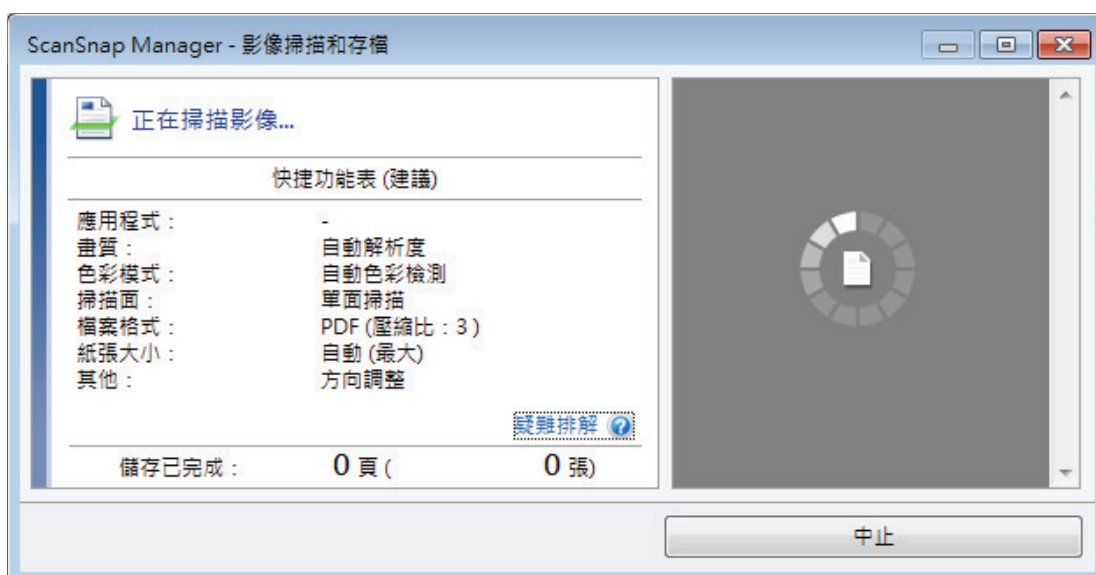 ScanSnap Manager - 影像掃描和存檔
正在掃描影像...
快捷功能表 (建議)
應用程式： -
畫質： 自動解析度
色彩模式： 自動色彩檢測
掃描面： 單面掃描
檔案格式： PDF (壓縮比：3)
紙張大小： 自動 (最大)
其他： 方向調整
疑難排解 ?
儲存已完成： 0 頁 ( 0 張)
中止